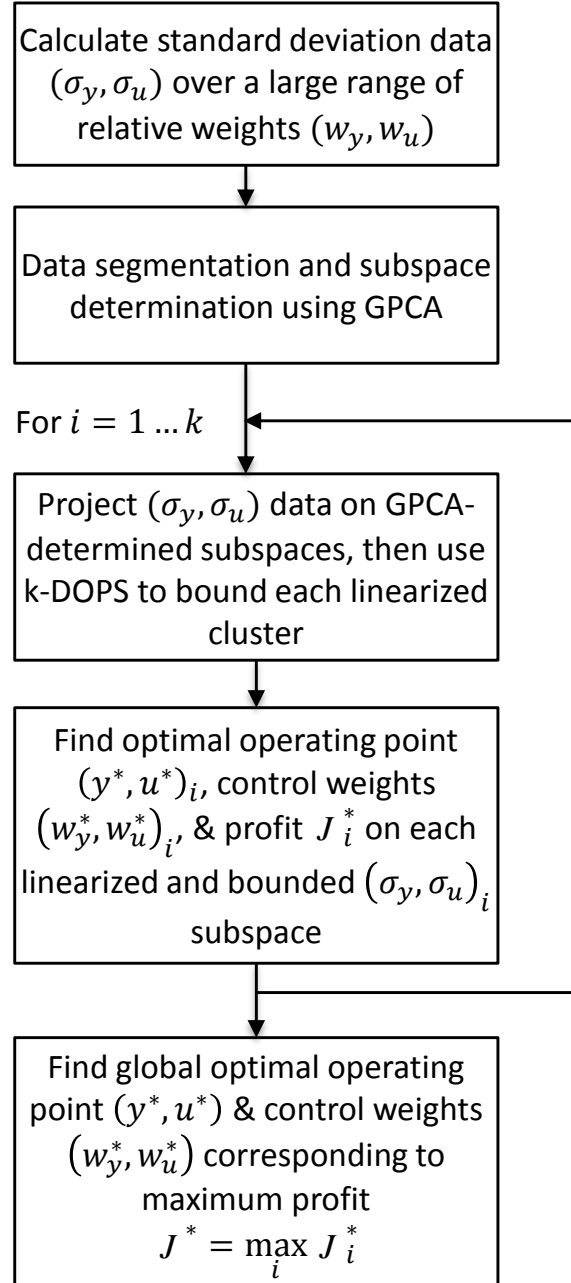 Calculate standard deviation data
(σ_y, σ_u) over a large range of
relative weights (w_y, w_u)
Data segmentation and subspace
determination using GPCA
For i = 1 … k
Project (σ_y, σ_u) data on GPCA-
determined subspaces, then use
k-DOPS to bound each linearized
cluster
Find optimal operating point
(y*, u*)_i, control weights
(w_y*, w_u*)_i, & profit J_i* on each
linearized and bounded (σ_y, σ_u)_i
subspace
Find global optimal operating
point (y*, u*) & control weights
(w_y*, w_u*) corresponding to
maximum profit
J* = max_i J_i*